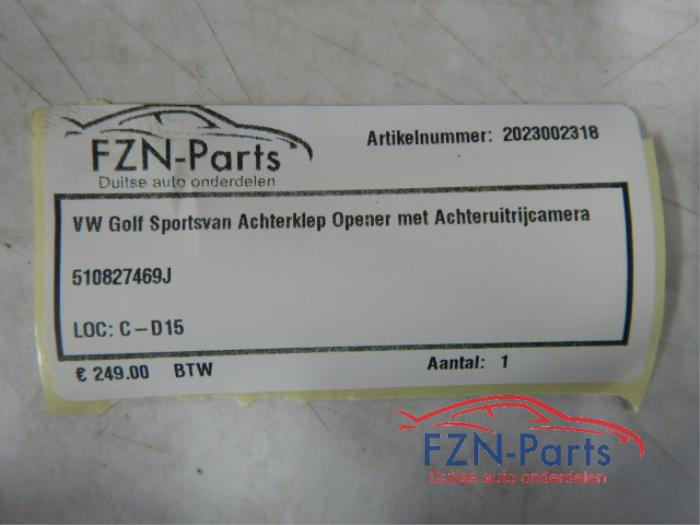 FZN-Parts
Duitse auto onderdelen
Artikelnummer: 2023002318
VW Golf Sportsvan Achterklep Opener met Achteruitrijcamera
510827469J
LOC: C-D15
€ 249.00 BTW
Aantal: 1
FZN-Parts
Duitse auto onderdelen